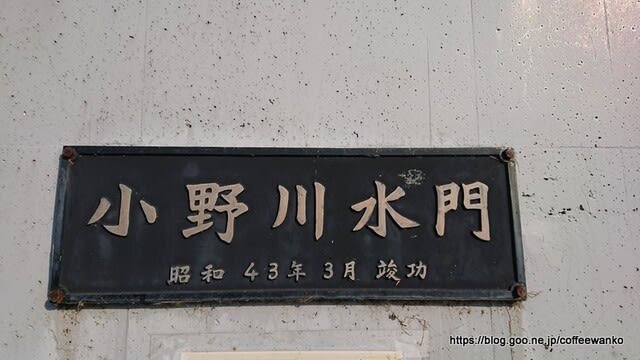 小野川水門
昭和 43年 3月 竣功
https://blog.goo.ne.jp/coffeewanko